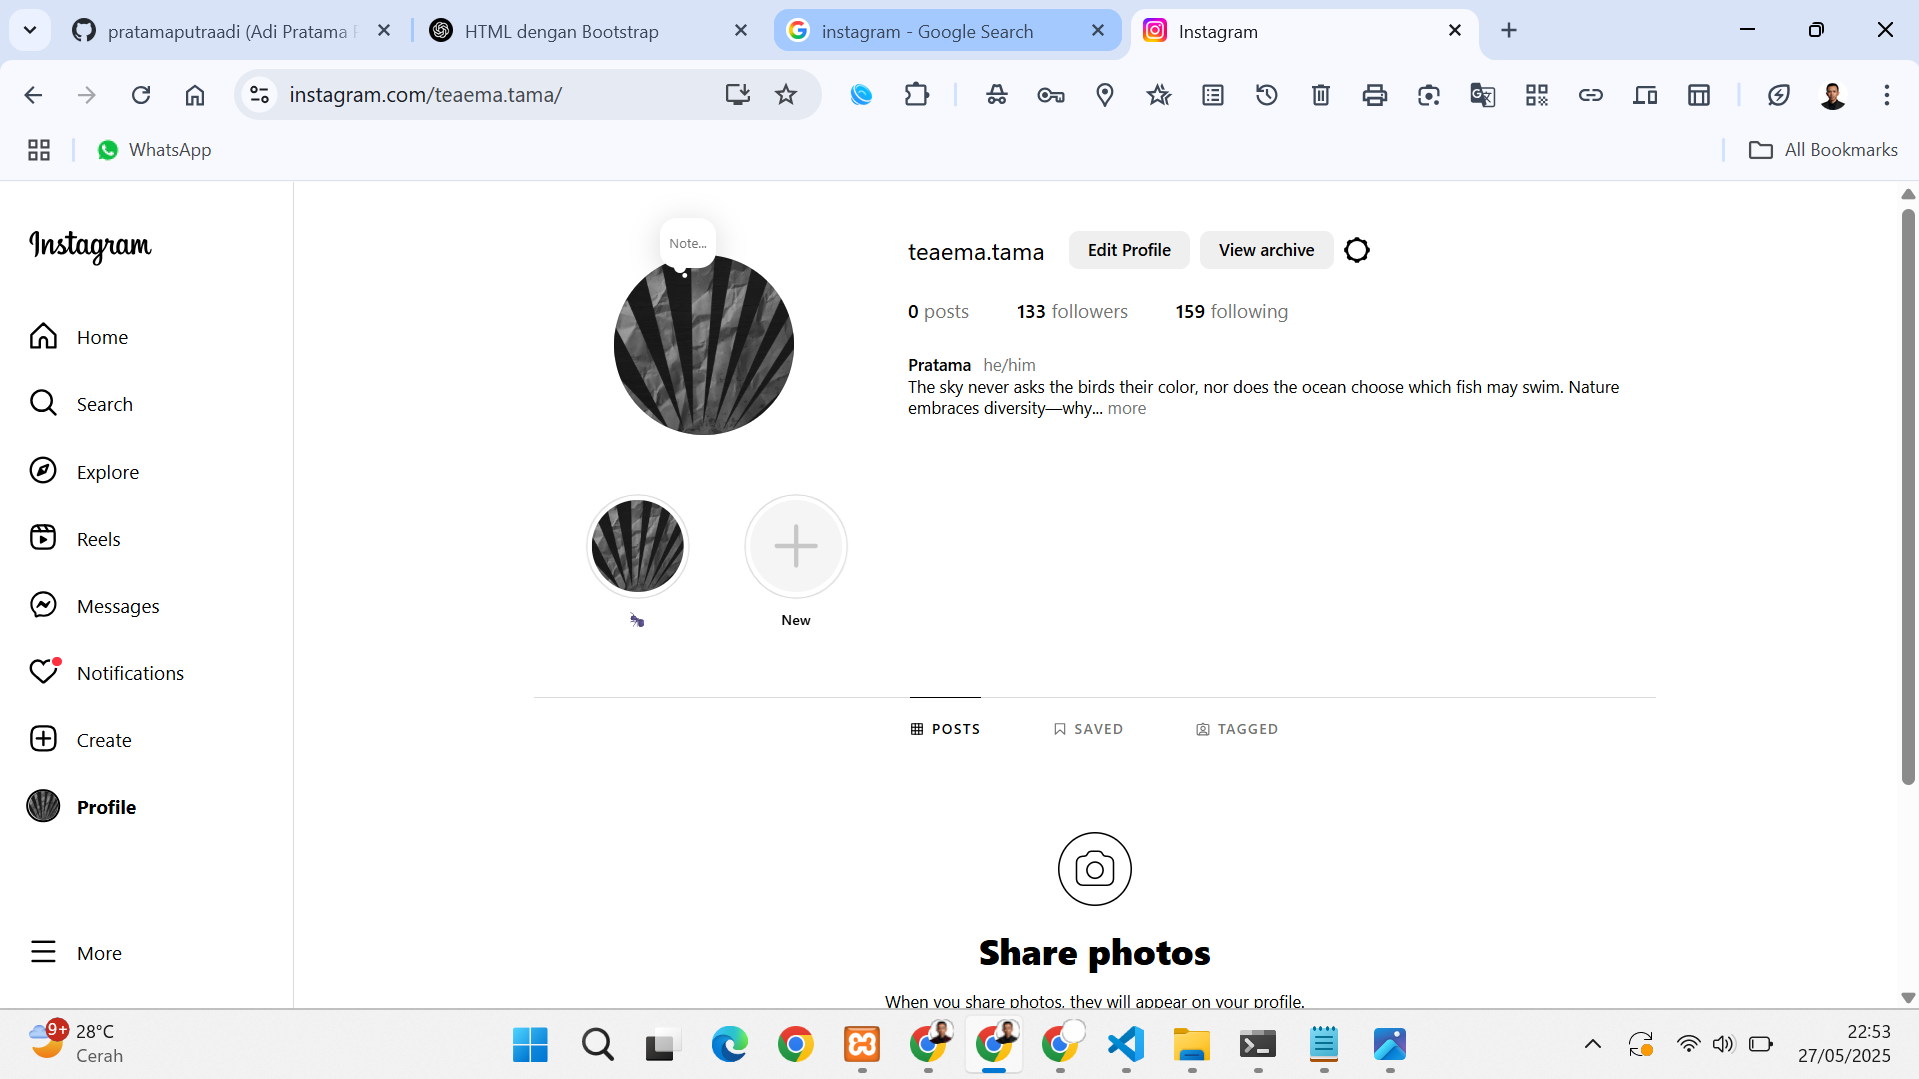 pratamaputraadi (Adi Pratama
HTML dengan Bootstrap
instagram - Google Search
Instagram
instagram.com/teaema.tama/
WhatsApp
All Bookmarks
Instagram
Home
Search
Explore
Reels
Messages
Notifications
Create
Profile
More
Note...
teaema.tama
Edit Profile
View archive
0 posts
133 followers
159 following
Pratama he/him
The sky never asks the birds their color, nor does the ocean choose which fish may swim. Nature
embraces diversity—why... more
New
POSTS
SAVED
TAGGED
Share photos
When you share photos, they will appear on your profile.
9+
28°C
Cerah
22:53
27/05/2025